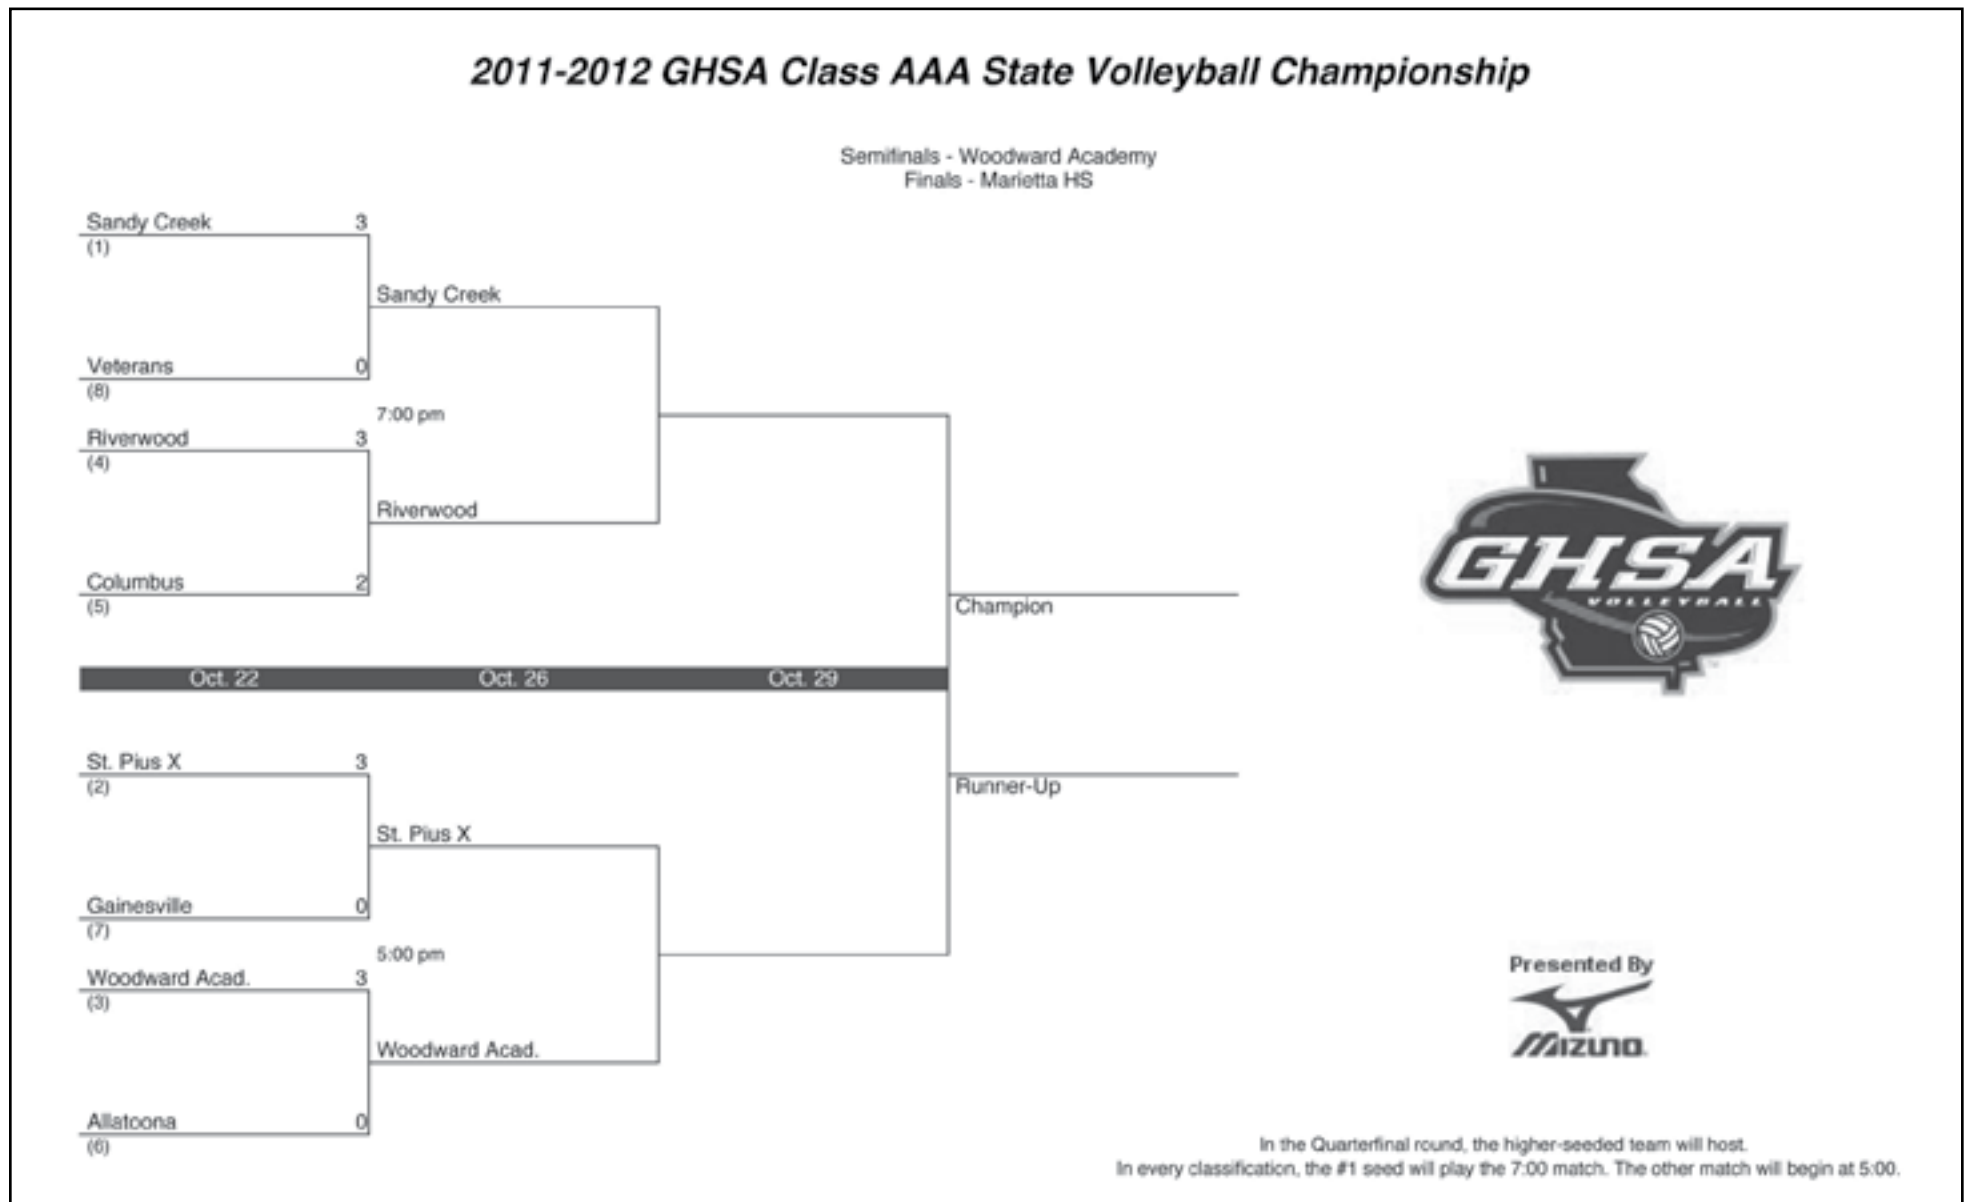 2011-2012 GHSA Class AAA State Volleyball Championship
Semifinals - Woodward Academy
Finals - Marietta HS
Sandy Creek 3
(1)
Sandy Creek
Veterans 0
(8)
7:00 pm
Riverwood 3
(4)
Riverwood
Columbus 2
(5)
Champion
Oct. 22 Oct. 26 Oct. 29
St. Pius X 3
(2)
Runner-Up
St. Pius X
Gainesville 0
(7)
5:00 pm
Woodward Acad. 3
(3)
Woodward Acad.
Allatoona 0
(6)
GHSA
VOLLEYBALL
Presented By
MIZUNO
In the Quarterfinal round, the higher-seeded team will host.
In every classification, the #1 seed will play the 7:00 match. The other match will begin at 5:00.